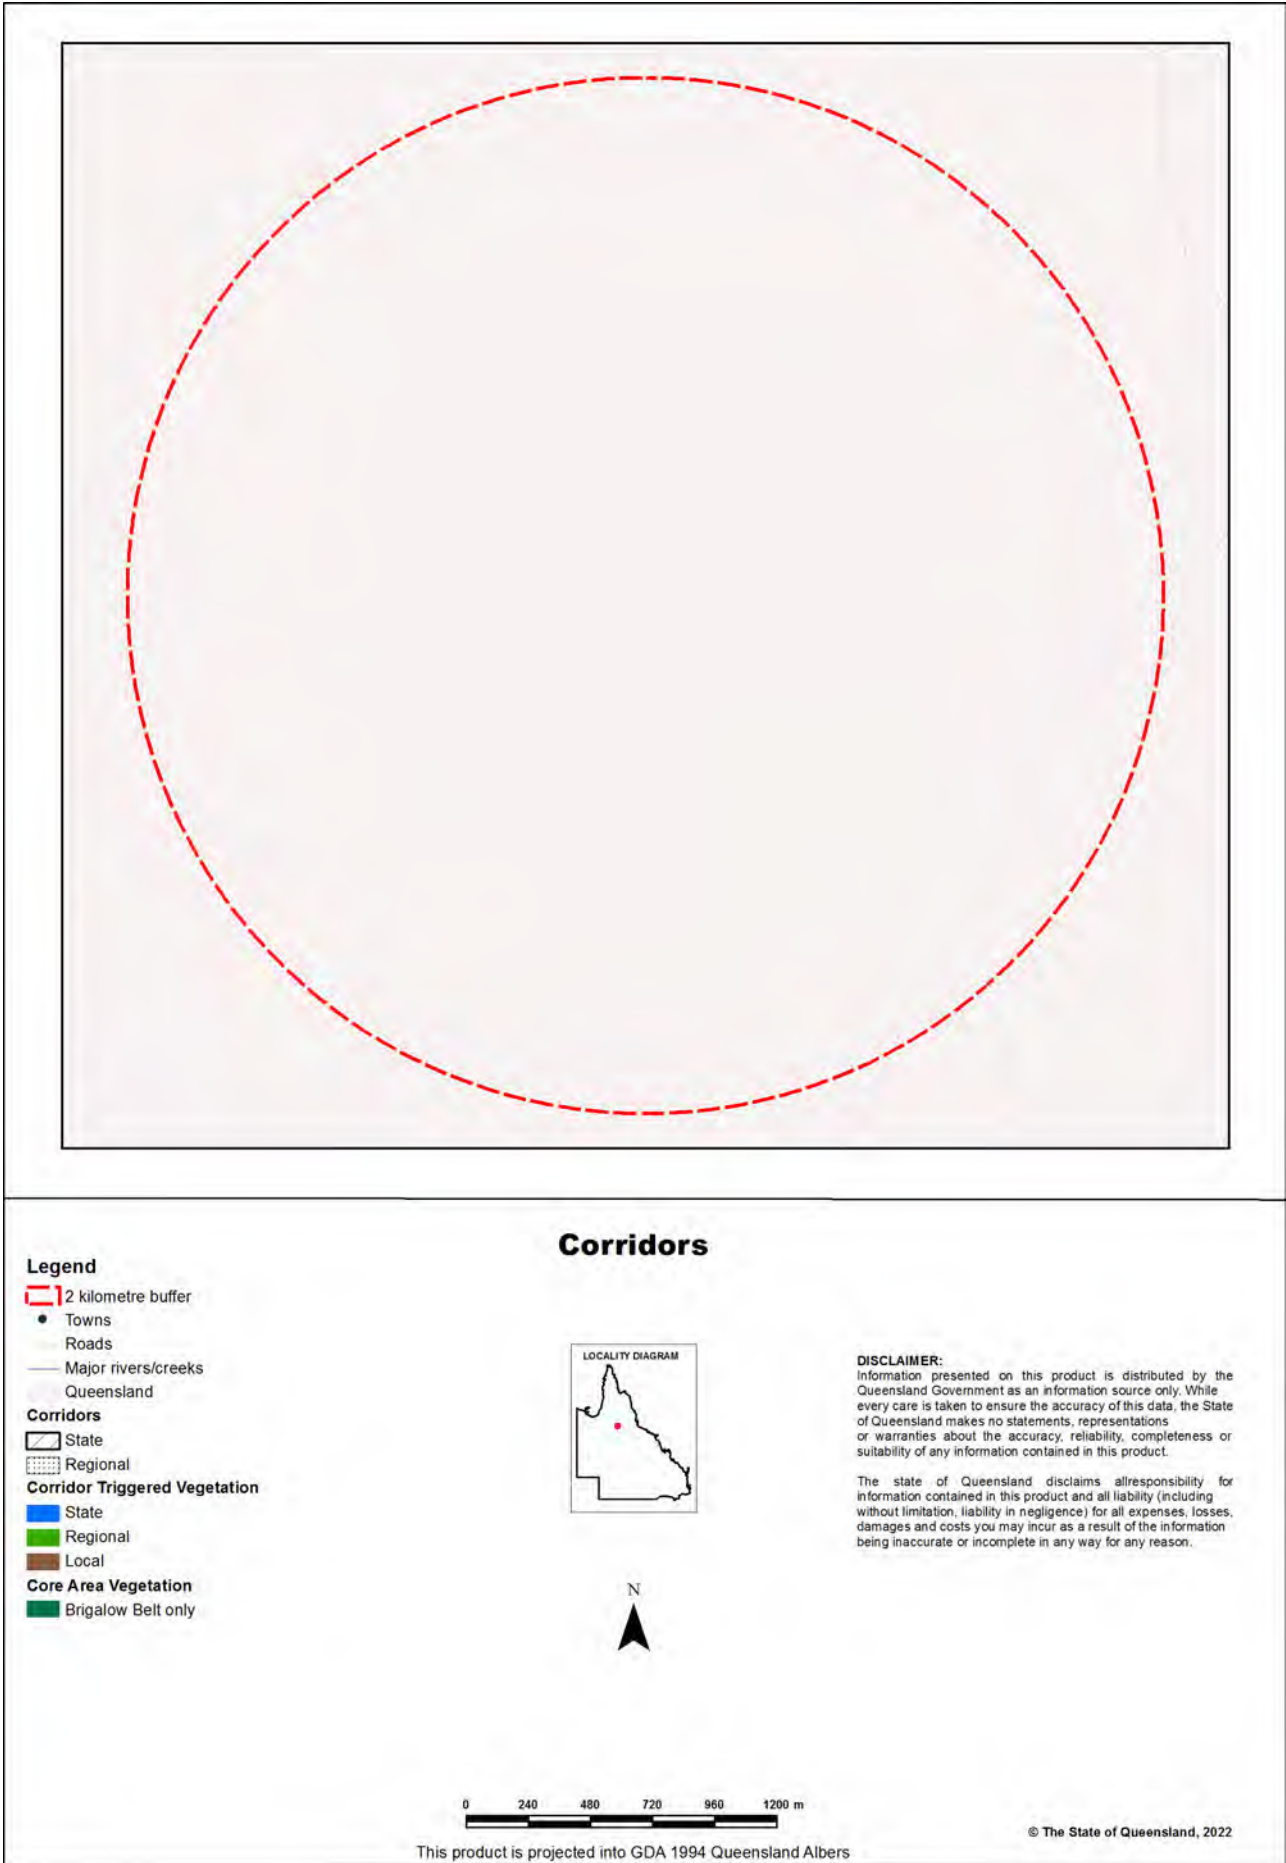 Corridors
Legend
2 kilometre buffer
Towns
Roads
Major rivers/creeks
Queensland
Corridors
State
Regional
Corridor Triggered Vegetation
State
Regional
Local
Core Area Vegetation
Brigalow Belt only
LOCALITY DIAGRAM
N
DISCLAIMER:
Information presented on this product is distributed by the
Queensland Government as an information source only. While
every care is taken to ensure the accuracy of this data, the State
of Queensland makes no statements, representations
or warranties about the accuracy, reliability, completeness or
suitability of any information contained in this product.
The state of Queensland disclaims allresponsibility for
information contained in this product and all liability (including
without limitation, liability in negligence) for all expenses, losses,
damages and costs you may incur as a result of the information
being inaccurate or incomplete in any way for any reason.
0 240 480 720 960 1200 m
This product is projected into GDA 1994 Queensland Albers
© The State of Queensland, 2022